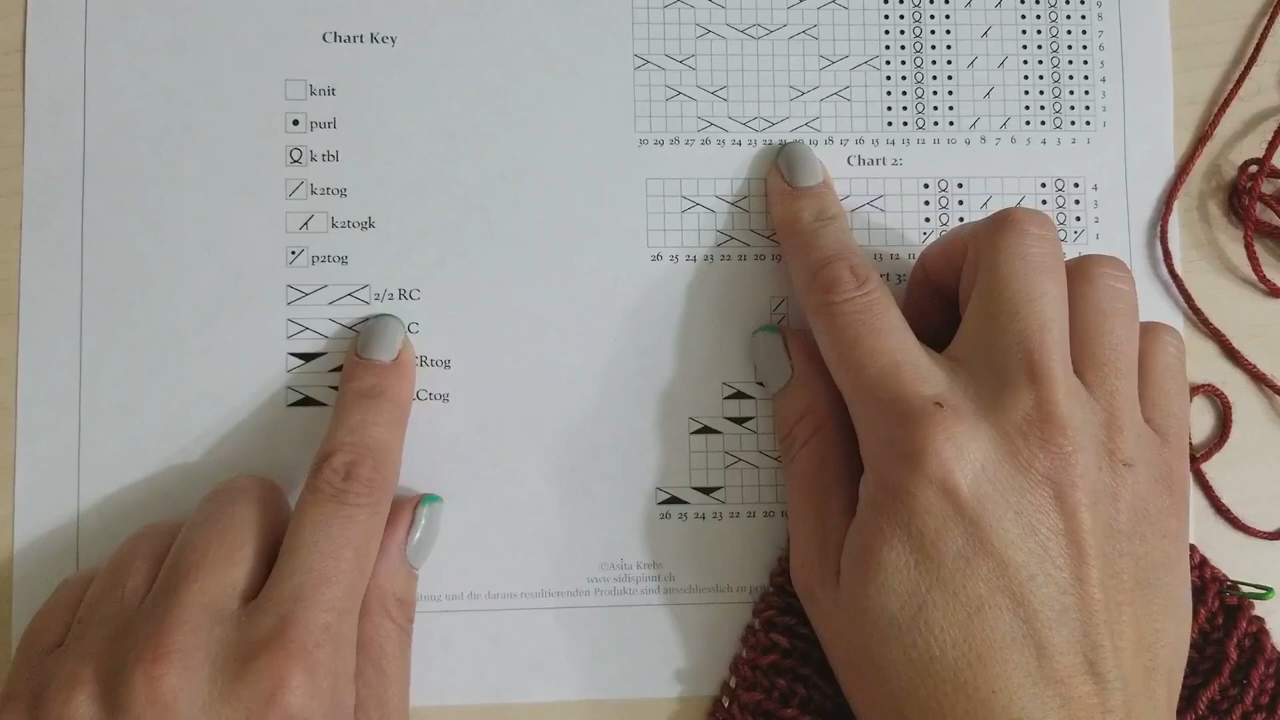 Chart Key
knit
purl
k tbl
k2tog
k2togk
p2tog
2/2 RC
C
Rtog
Ctog
9
8
7
6
5
4
3
2
1
30 29 28 27 26 25 24 23 22 21 20 19 18 17 16 15 14 13 12 11 10 9 8 7 6 5 4 3 2 1
Chart 2:
4
3
2
1
26 25 24 23 22 21 20 19 13 12 11
3:
26 25 24 23 22 21 20
©Asita Krebs
www.sidispinnt.ch
und die daraus resultierenden Produkte sind ausschliesslich zu